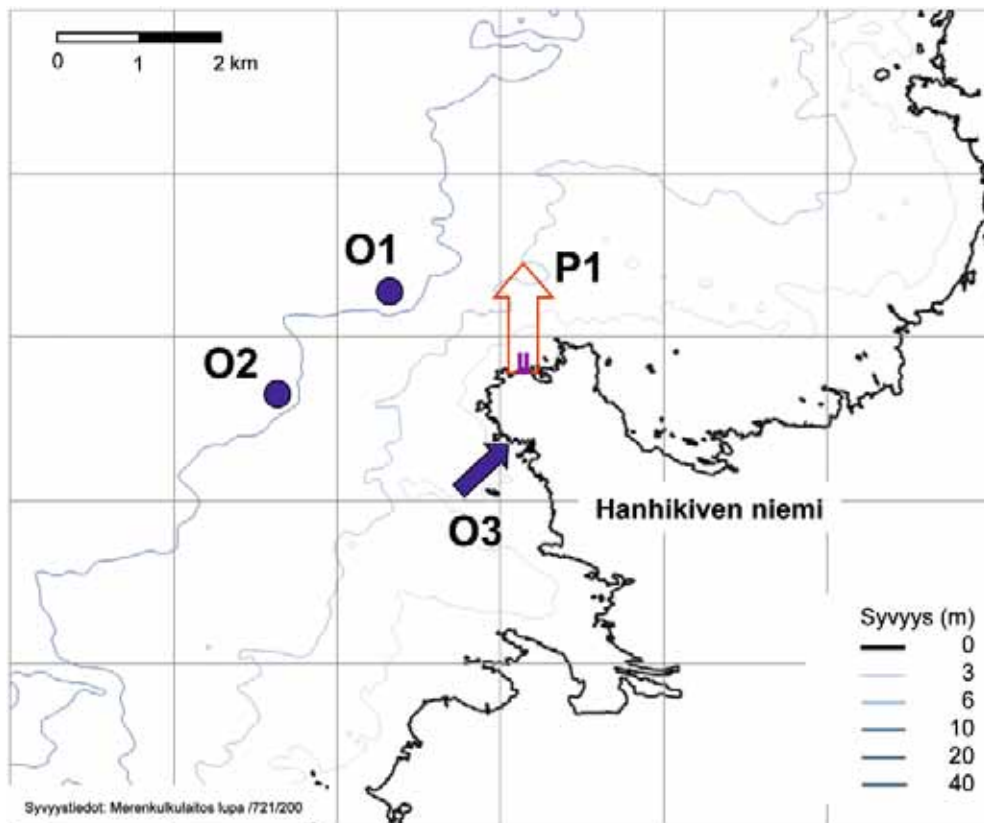 0 1 2 km
O1
P1
O2
O3
Hanhikiven niemi
Syvyys (m)
0
3
6
10
20
40
Syvyystiedot: Merenkulkulaitos lupa /721/200